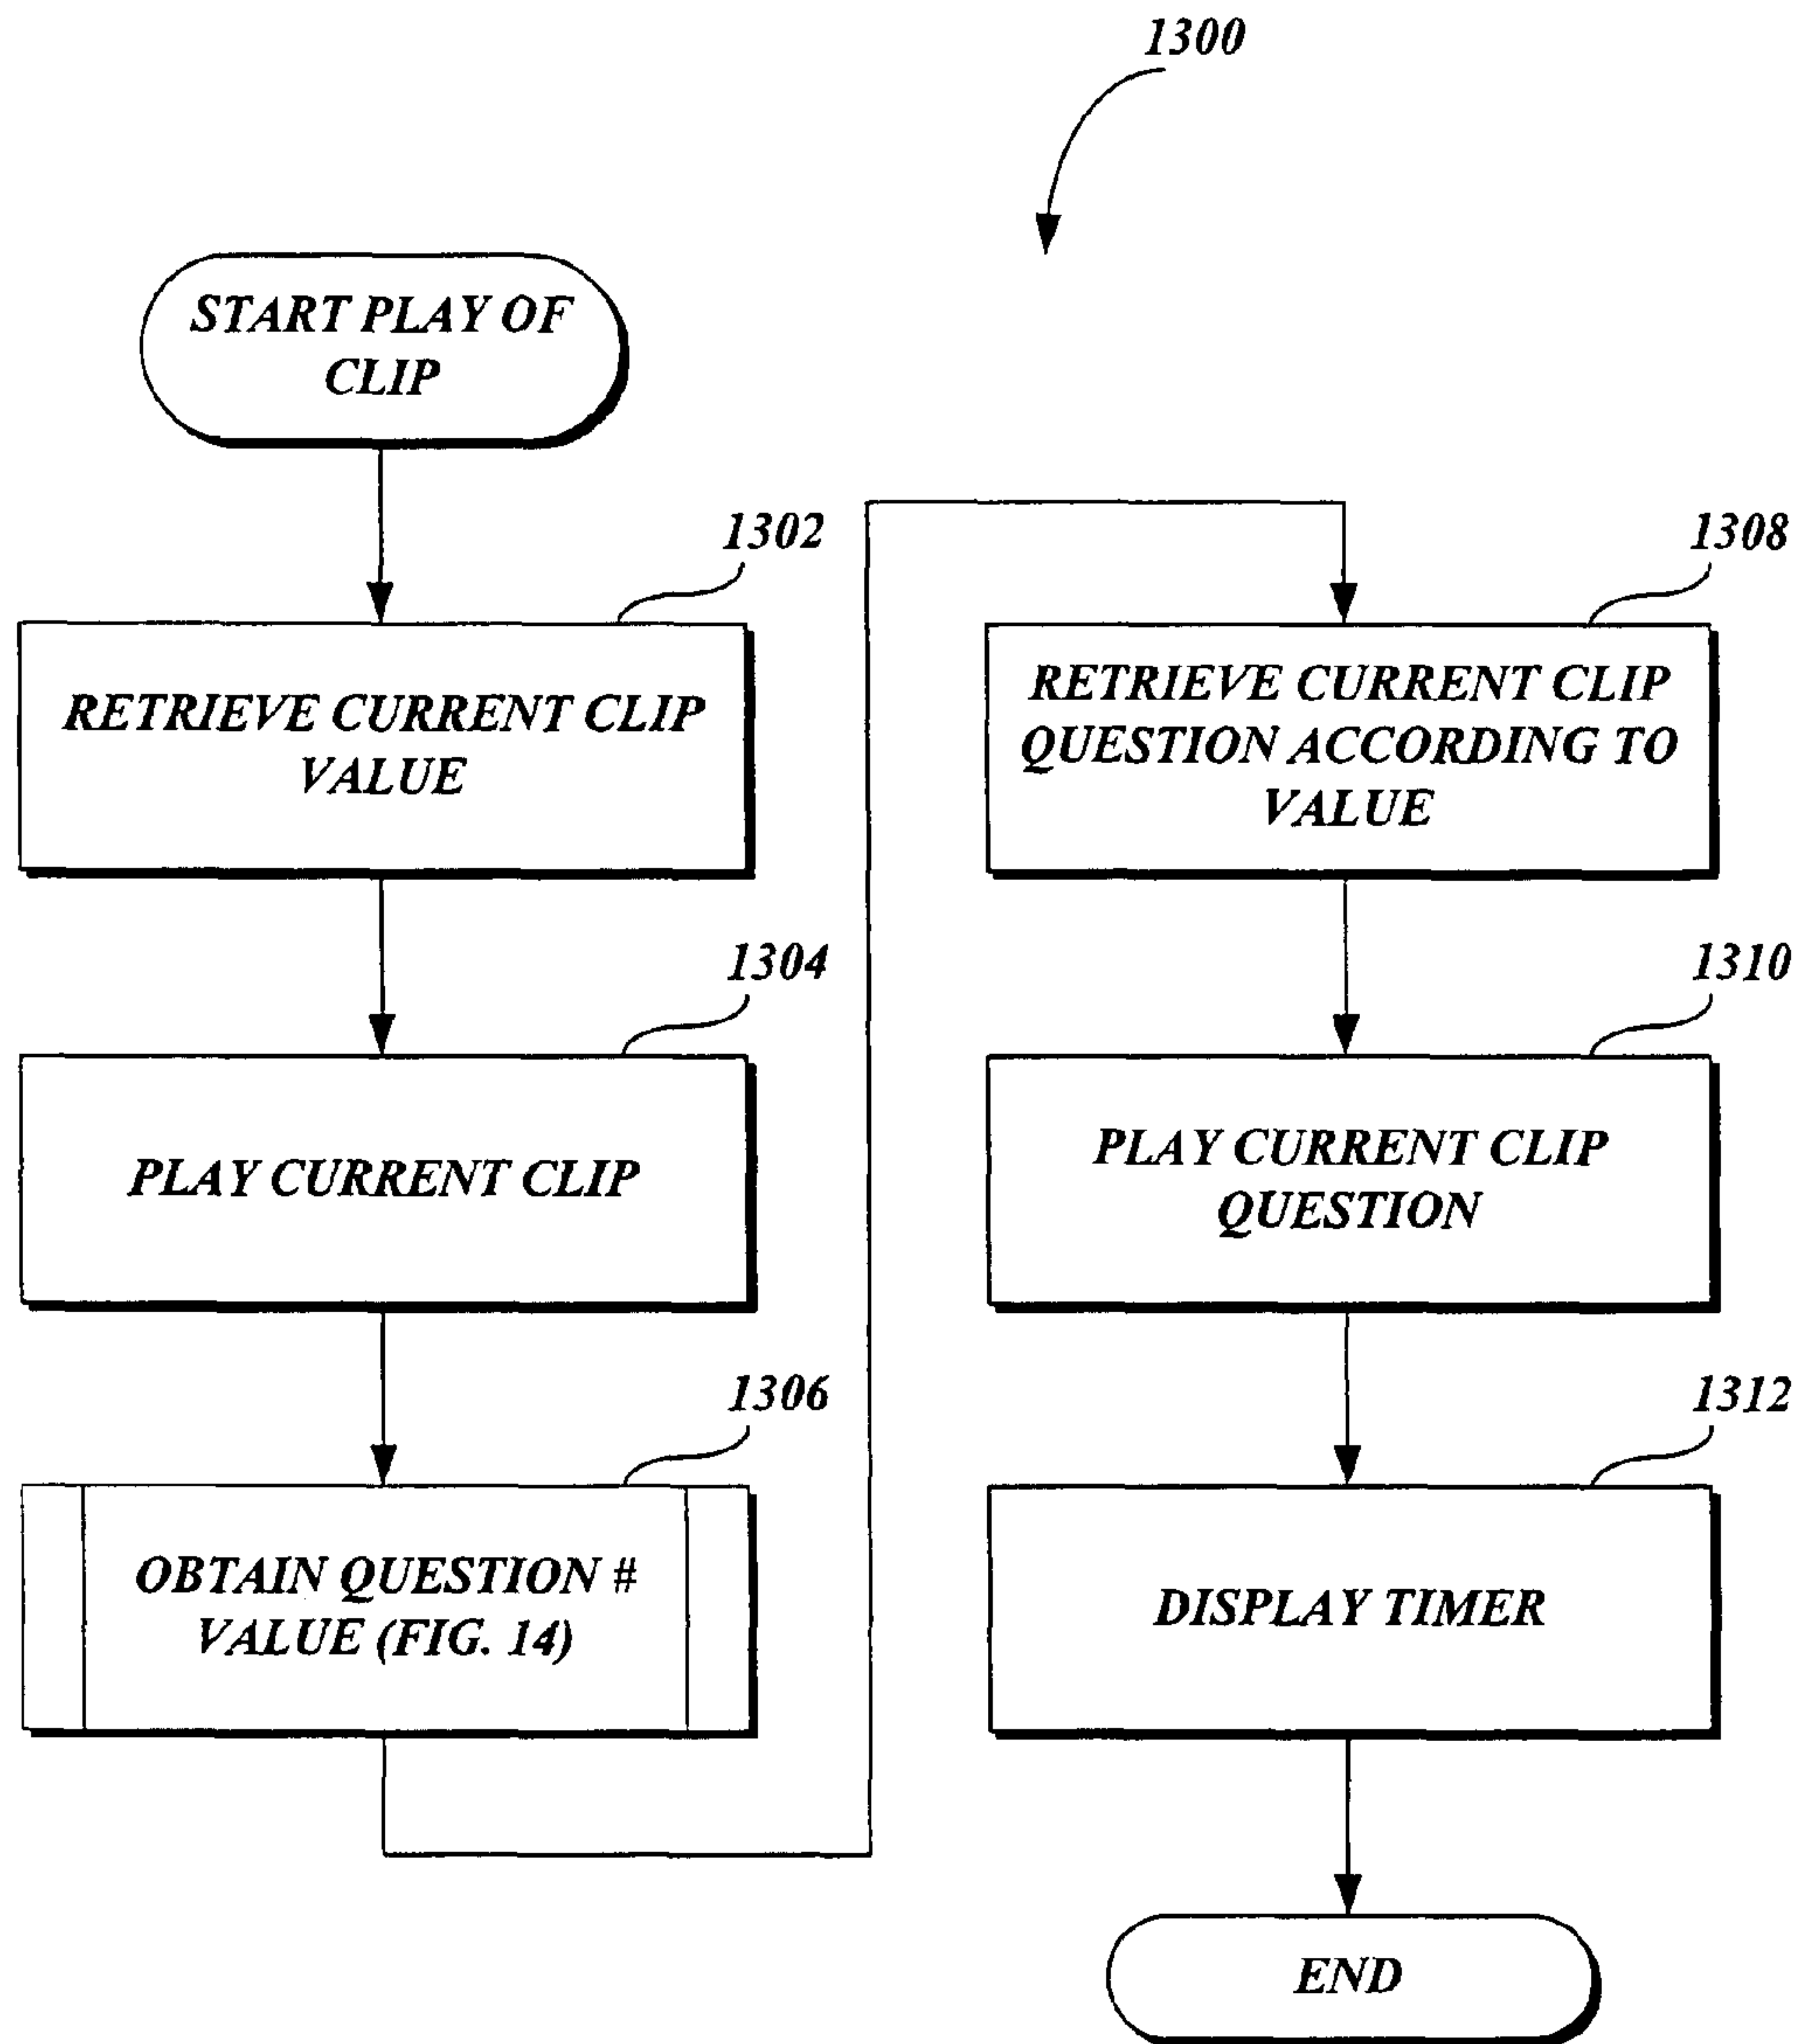 1300
START PLAY OF
CLIP
1302
RETRIEVE CURRENT CLIP
VALUE
1304
PLAY CURRENT CLIP
1306
OBTAIN QUESTION #
VALUE (FIG. 14)
1308
RETRIEVE CURRENT CLIP
QUESTION ACCORDING TO
VALUE
1310
PLAY CURRENT CLIP
QUESTION
1312
DISPLAY TIMER
END